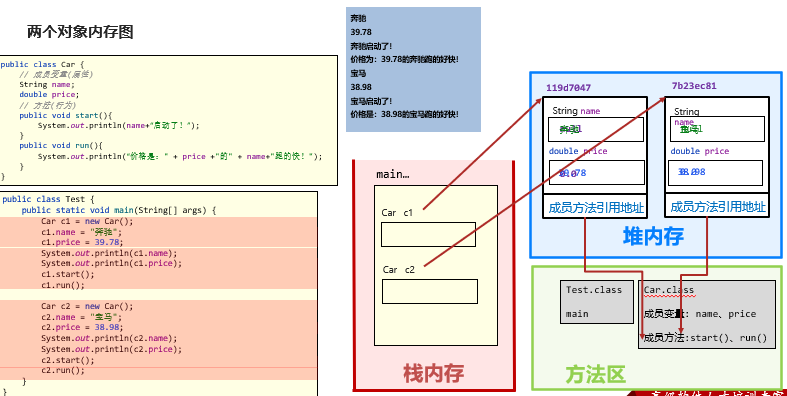 两个对象内存图
public class Car {
// 成员变量(属性)
String name;
double price;
// 方法(行为)
public void start(){
System.out.println(name+"启动了!");
}
public void run(){
System.out.println("价格是:" + price +"的" + name+"跑的快!");
}
}
public class Test {
public static void main(String[] args) {
Car c1 = new Car();
c1.name = "奔驰";
c1.price = 39.78;
System.out.println(c1.name);
System.out.println(c1.price);
c1.start();
c1.run();
Car c2 = new Car();
c2.name = "宝马";
c2.price = 38.98;
System.out.println(c2.name);
System.out.println(c2.price);
c2.start();
c2.run();
}
}
奔驰
39.78
奔驰启动了!
价格为:39.78的奔驰跑的好快!
宝马
38.98
宝马启动了!
价格是:38.98的宝马跑的好快!
main…
Car c1
Car c2
栈内存
119d7047
String name
double price
成员方法引用地址
7b23ec81
String
name
double price
成员方法引用地址
堆内存
Test.class
main
Car.class
成员变量: name、price
成员方法:start()、run()
方法区